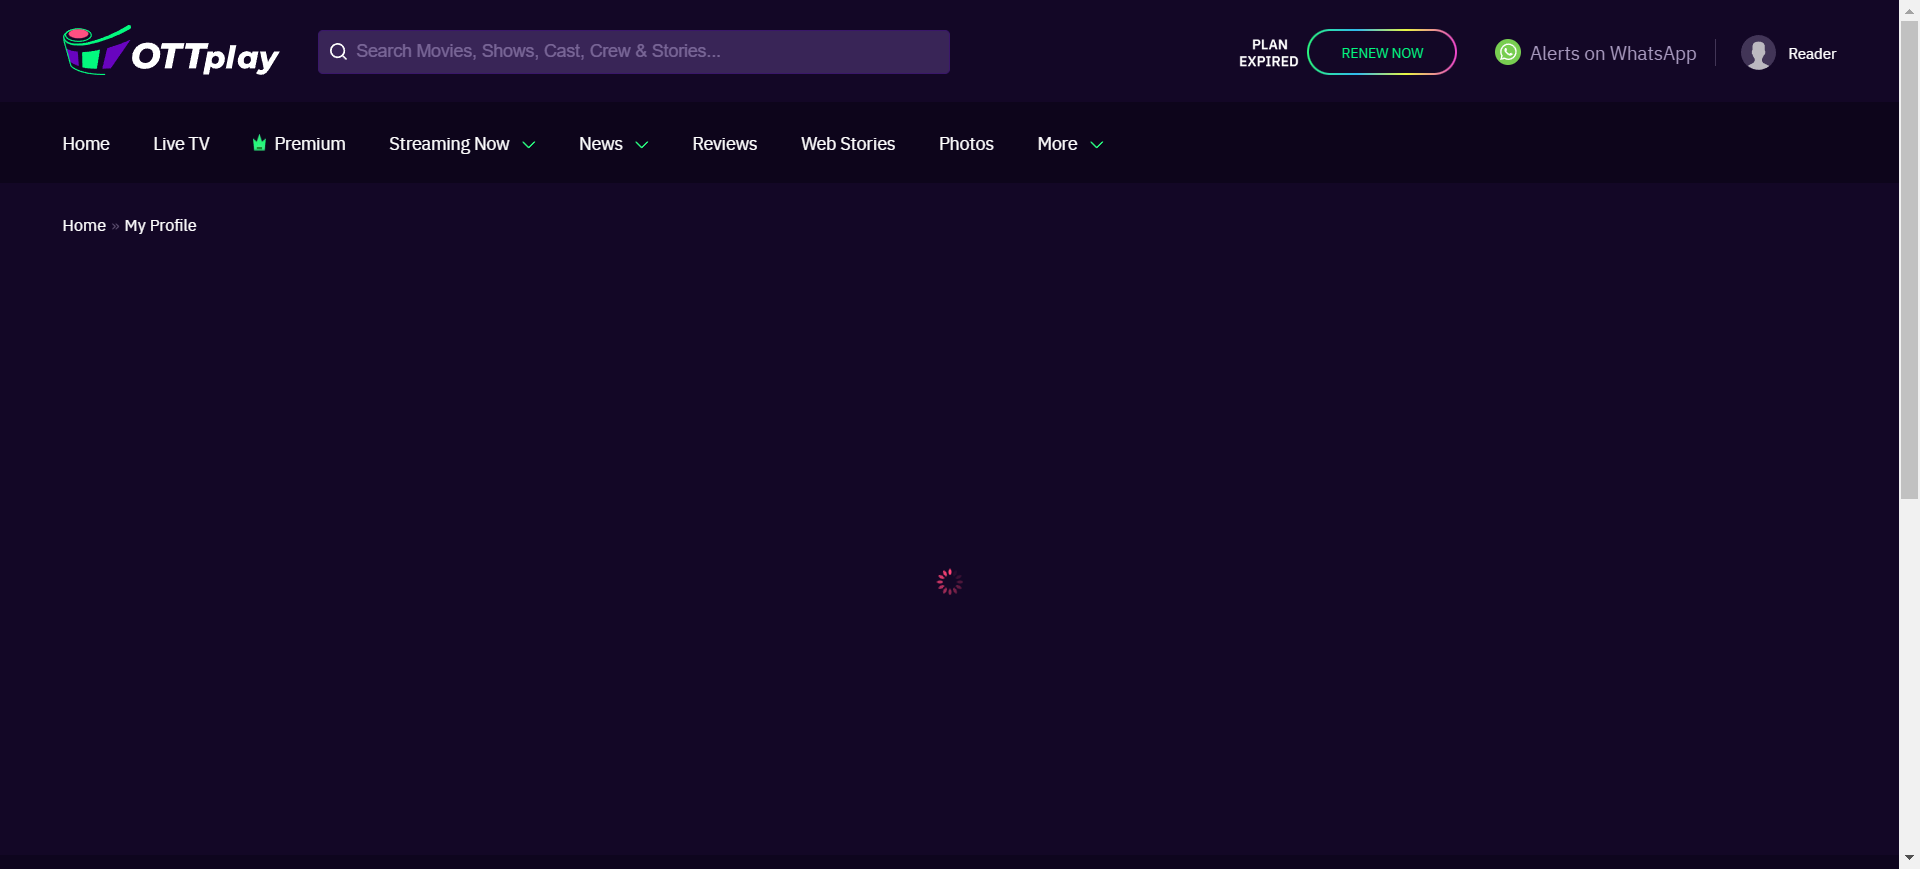 OTTplay
Search Movies, Shows, Cast, Crew & Stories...
PLAN
EXPIRED
RENEW NOW
Alerts on WhatsApp
Reader
Home
Live TV
Premium
Streaming Now
News
Reviews
Web Stories
Photos
More
Home » My Profile